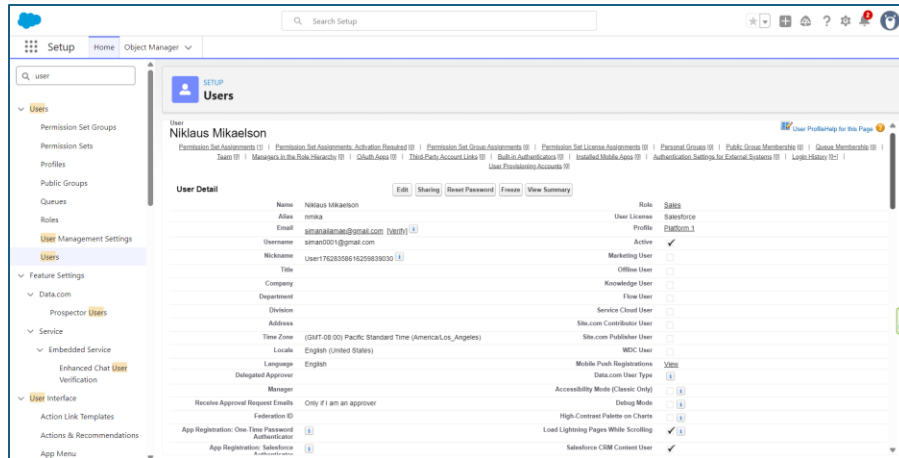 Search Setup
2
Setup
Home
Object Manager
user
Users
Permission Set Groups
Permission Sets
Profiles
Public Groups
Queues
Roles
User Management Settings
Users
Feature Settings
Data.com
Prospector Users
Service
Embedded Service
Enhanced Chat User
Verification
User Interface
Action Link Templates
Actions & Recommendations
App Menu
SETUP
Users
User
Niklaus Mikaelson
User Profile Help for this Page
Permission Set Assignments [1] | Permission Set Assignments: Activation Required [0] | Permission Set Group Assignments [0] | Permission Set License Assignments [0] | Personal Groups [0] | Public Group Membership [0] | Queue Membership [0] |
Team [0] | Managers in the Role Hierarchy [0] | OAuth Apps [0] | Third-Party Account Links [0] | Built-in Authenticators [0] | Installed Mobile Apps [0] | Authentication Settings for External Systems [0] | Login History [0+] |
User Provisioning Accounts [0]
User Detail
Edit Sharing Reset Password Freeze View Summary
Name Niklaus Mikaelson Role Sales
Alias nmika User License Salesforce
Email [Verify] Profile Platform 1
Username siman0001@gmail.com Active
Nickname Marketing User
Title Offline User
Company Knowledge User
Department Flow User
Division Service Cloud User
Address Site.com Contributor User
Time Zone (GMT-08:00) Pacific Standard Time (America/Los_Angeles) Site.com Publisher User
Locale English (United States) WDC User
Language English Mobile Push Registrations View
Delegated Approver Data.com User Type
Manager Accessibility Mode (Classic Only)
Receive Approval Request Emails Only if I am an approver Debug Mode
Federation ID High-Contrast Palette on Charts
App Registration: One-Time Password Load Lightning Pages While Scrolling
Authenticator
App Registration: Salesforce Salesforce CRM Content User
Authenticator